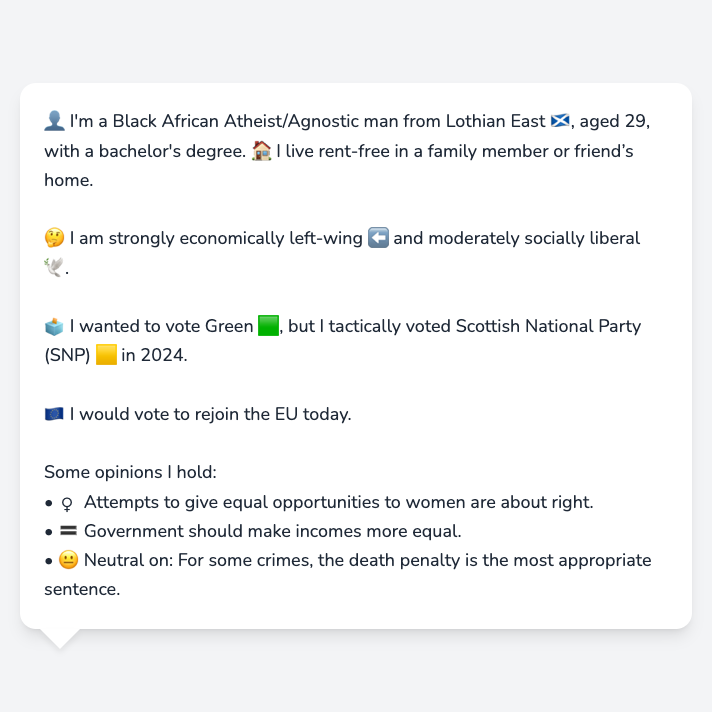 👤 I'm a Black African Atheist/Agnostic man from Lothian East 🏴󠁧󠁢󠁳󠁣󠁴󠁿, aged 29,
with a bachelor's degree. 🏠 I live rent-free in a family member or friend’s
home.
🤔 I am strongly economically left-wing ⬅️ and moderately socially liberal
🕊️.
🗳️ I wanted to vote Green 🟩, but I tactically voted Scottish National Party
(SNP) 🟨 in 2024.
🇪🇺 I would vote to rejoin the EU today.
Some opinions I hold:
• ♀️ Attempts to give equal opportunities to women are about right.
• 🟰 Government should make incomes more equal.
• 😐 Neutral on: For some crimes, the death penalty is the most appropriate
sentence.